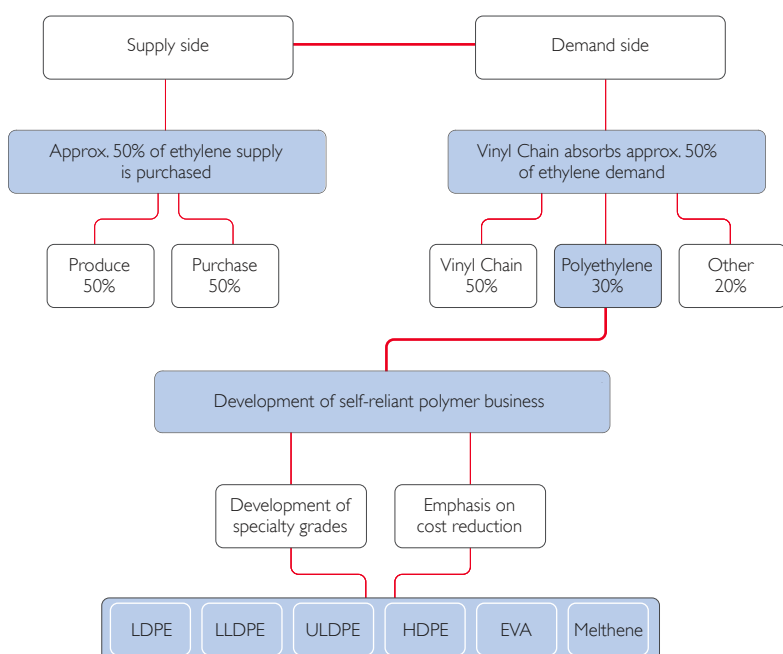 Supply side
Demand side
Approx. 50% of ethylene supply
is purchased
Vinyl Chain absorbs approx. 50%
of ethylene demand
Produce
50%
Purchase
50%
Vinyl Chain
50%
Polyethylene
30%
Other
20%
Development of self-reliant polymer business
Development of
specialty grades
Emphasis on
cost reduction
LDPE
LLDPE
ULDPE
HDPE
EVA
Melthene